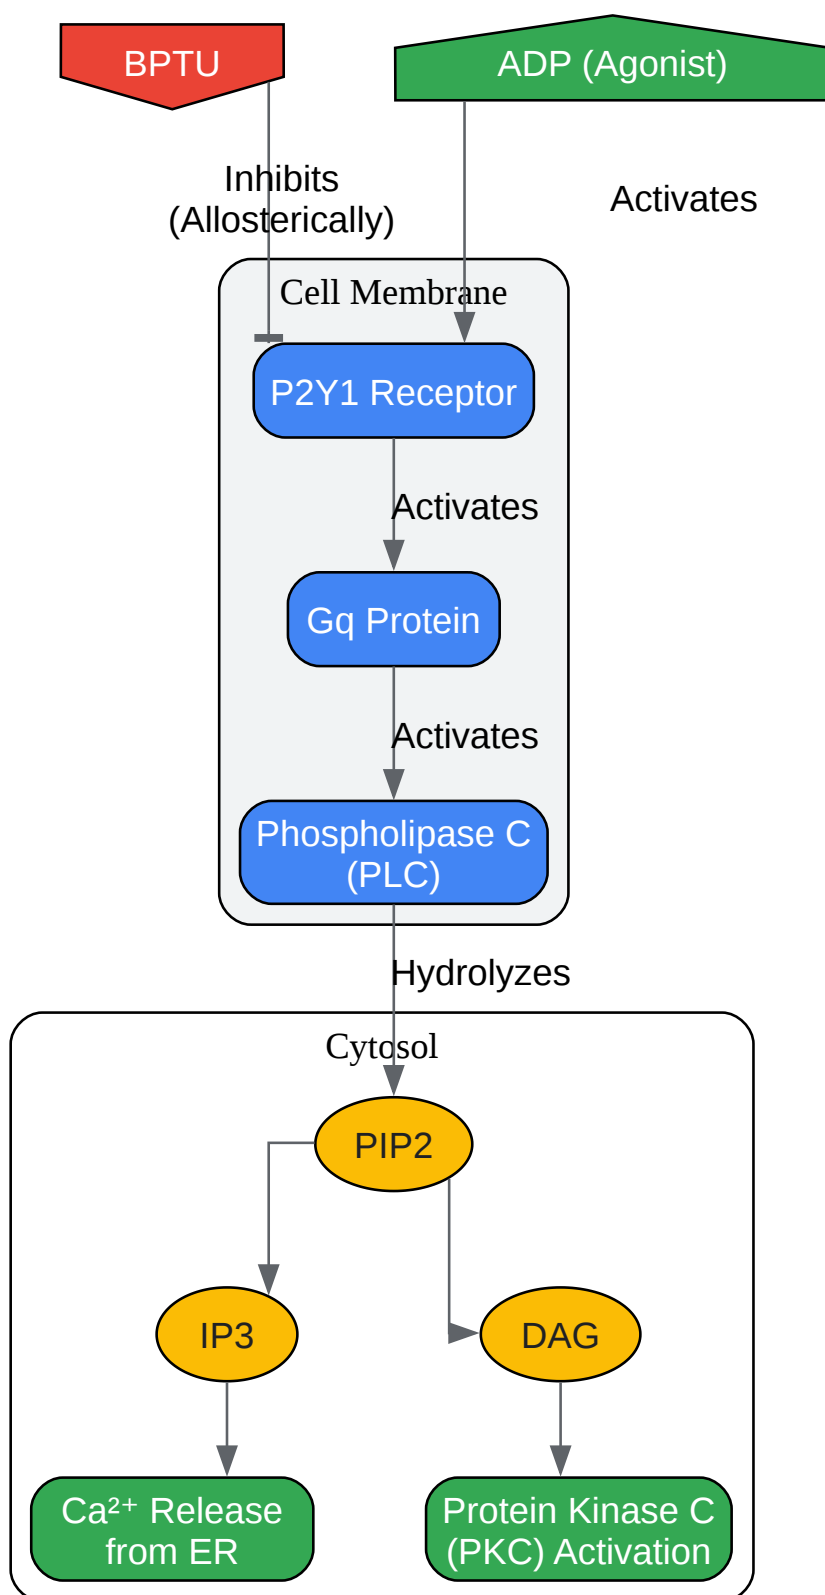 BPTU
ADP (Agonist)
Inhibits
(Allosterically)
Activates
Cell Membrane
P2Y1 Receptor
Activates
Gq Protein
Activates
Phospholipase C
(PLC)
Hydrolyzes
Cytosol
PIP2
IP3
DAG
Ca²⁺ Release
from ER
Protein Kinase C
(PKC) Activation